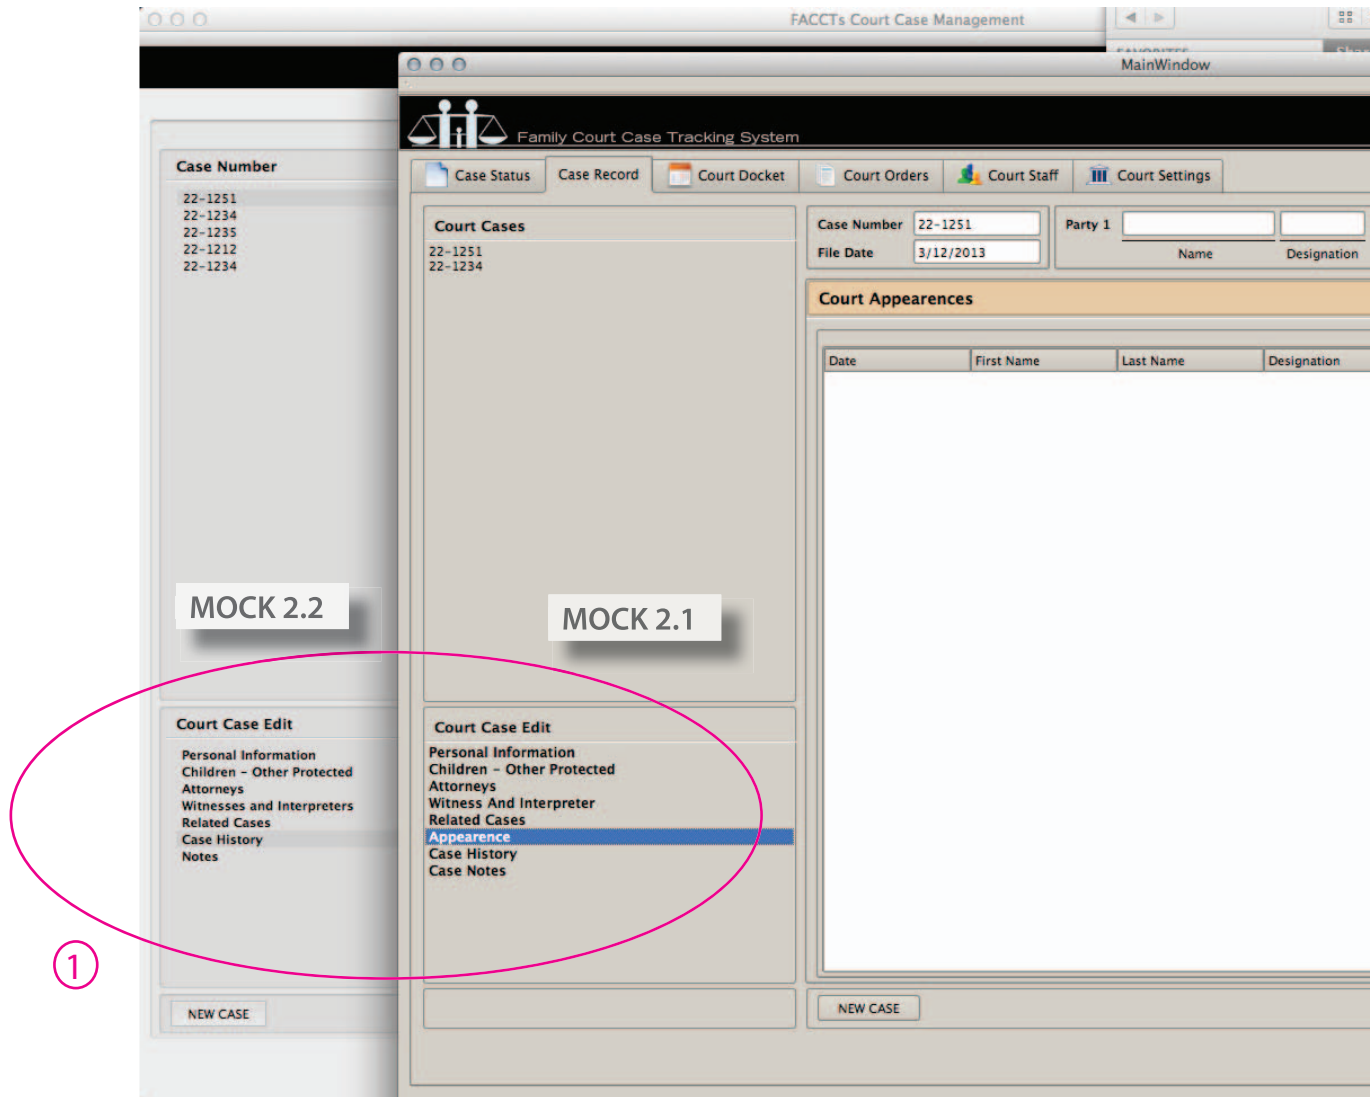 FACCTs Court Case Management
MainWindow
Family Court Case Tracking System
Case Status
Case Record
Court Docket
Court Orders
Court Staff
Court Settings
Case Number
22-1251
22-1234
22-1235
22-1212
22-1234
Court Cases
22-1251
22-1234
Case Number 22-1251
File Date 3/12/2013
Party 1
Name Designation
Court Appearences
Date First Name Last Name Designation
MOCK 2.2
MOCK 2.1
Court Case Edit
Personal Information
Children - Other Protected
Attorneys
Witnesses and Interpreters
Related Cases
Case History
Notes
Court Case Edit
Personal Information
Children - Other Protected
Attorneys
Witness And Interpreter
Related Cases
Appearence
Case History
Case Notes
1
NEW CASE
NEW CASE